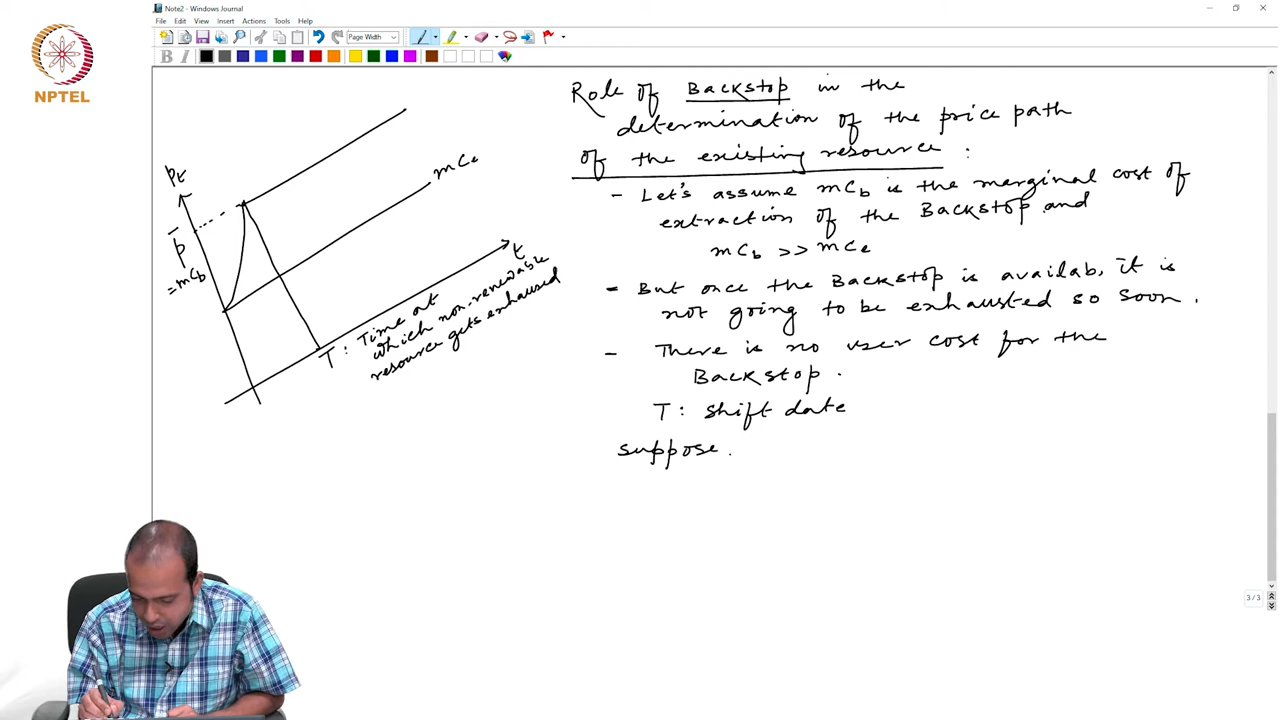 Note2 - Windows Journal
File Edit View Insert Actions Tools Help
Page Width
B I
NPTEL
Role of Backstop in the
determination of the price path
of the existing resource :
- Let's assume mCb is the marginal cost of
extraction of the Backstop and
mCb >> mCe
- But once the Backstop is availab, it is
not going to be exhausted so soon.
- There is no user cost for the
Backstop.
T: shift date
suppose.
Pt
mCe
p̄
=mCb
t
T: Time at
which non-renewable
resource gets exhaused
3/3